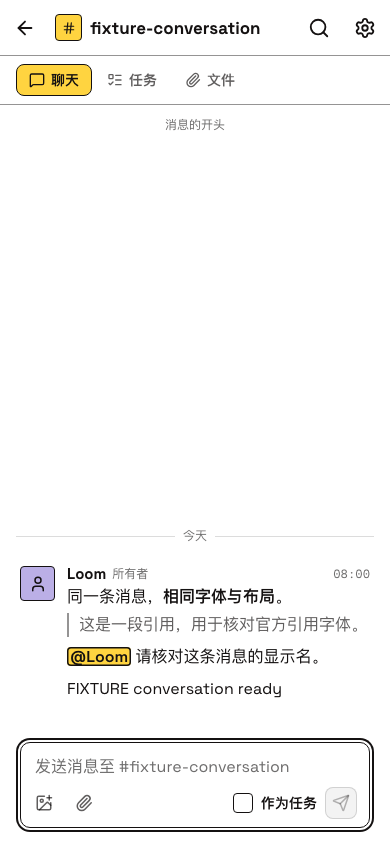 # fixture-conversation
聊天 任务 文件
消息的开头
今天
Loom 所有者 08:00
同一条消息，相同字体与布局。
这是一段引用，用于核对官方引用字体。
@Loom 请核对这条消息的显示名。
FIXTURE conversation ready
发送消息至 #fixture-conversation
作为任务